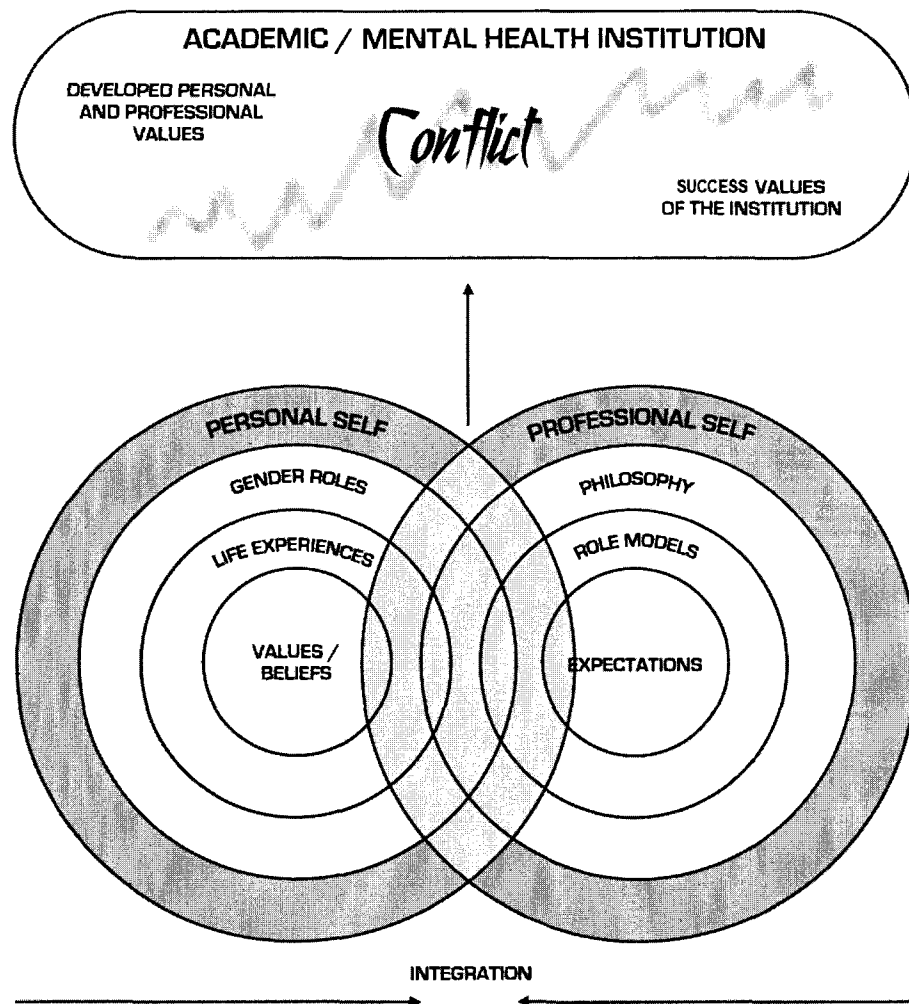 ACADEMIC / MENTAL HEALTH INSTITUTION
DEVELOPED PERSONAL
AND PROFESSIONAL
VALUES
Conflict
SUCCESS VALUES
OF THE INSTITUTION
PERSONAL SELF
PROFESSIONAL SELF
GENDER ROLES
PHILOSOPHY
LIFE EXPERIENCES
ROLE MODELS
VALUES /
BELIEFS
EXPECTATIONS
INTEGRATION